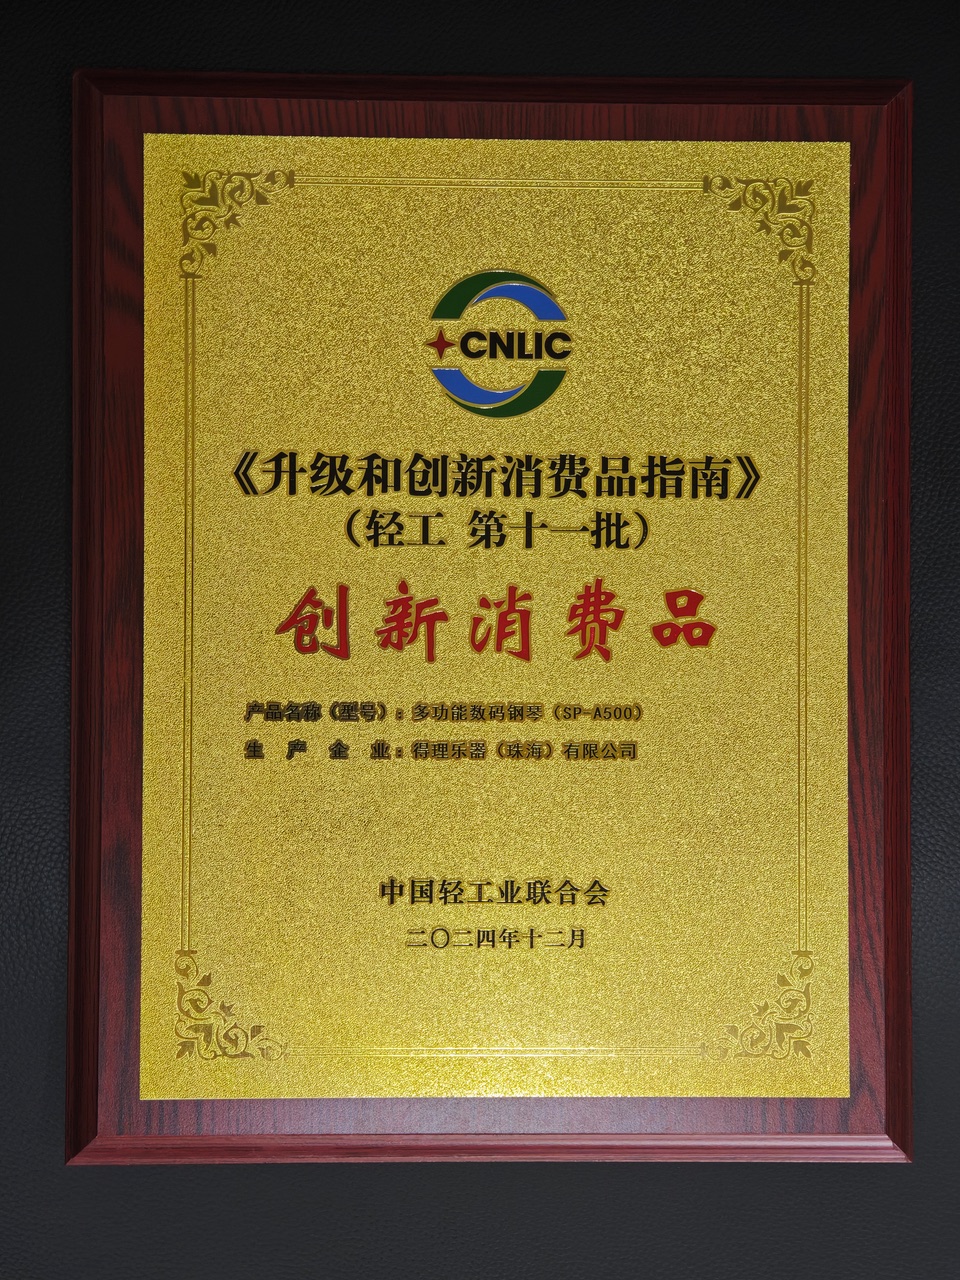 CNLIC
《升级和创新消费品指南》
（轻工 第十一批）
创新消费品
产品名称（型号）：多功能数码钢琴（SP-A500）
生产企业：得理乐器（珠海）有限公司
中国轻工业联合会
二〇二四年十二月